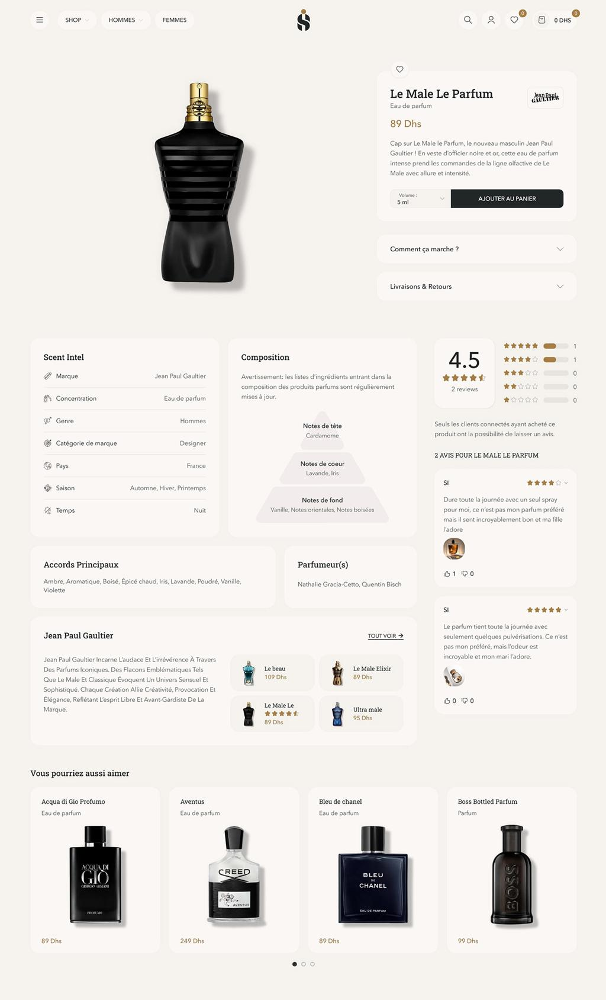 SHOP
HOMMES
FEMMES
0
0
0 DHS
Le Male Le Parfum
Jean Paul
GAULTIER
Eau de parfum
89 Dhs
Cap sur Le Male le Parfum, le nouveau masculin Jean Paul
Gaultier ! En veste d'officier noire et or, cette eau de parfum
intense prend les commandes de la ligne olfactive de Le
Male avec allure et intensité.
Volume :
5 ml
AJOUTER AU PANIER
Comment ça marche ?
Livraisons & Retours
Scent Intel
Marque
Jean Paul Gaultier
Concentration
Eau de parfum
Genre
Hommes
Catégorie de marque
Designer
Pays
France
Saison
Automne, Hiver, Printemps
Temps
Nuit
Composition
Avertissement: les listes d'ingrédients entrant dans la
composition des produits parfums sont régulièrement
mises à jour.
Notes de tête
Cardamome
Notes de coeur
Lavande, Iris
Notes de fond
Vanille, Notes orientales, Notes boisées
4.5
2 reviews
1
1
0
0
0
Seuls les clients connectés ayant acheté ce
produit ont la possibilité de laisser un avis.
2 AVIS POUR LE MALE LE PARFUM
SI
Dure toute la journée avec un seul spray
pour moi, ce n'est pas mon parfum préféré
mais il sent incroyablement bon et ma fille
l'adore
1
0
SI
Le parfum tient toute la journée avec
seulement quelques pulvérisations. Ce n'est
pas mon préféré, mais l'odeur est
incroyable et mon mari l'adore.
0
0
Accords Principaux
Ambre, Aromatique, Boisé, Épicé chaud, Iris, Lavande, Poudré, Vanille,
Violette
Parfumeur(s)
Nathalie Gracia-Cetto, Quentin Bisch
Jean Paul Gaultier
TOUT VOIR
Jean Paul Gaultier Incarne L'audace Et L'irrévérence À Travers
Des Parfums Iconiques. Des Flacons Emblématiques Tels
Que Le Male Et Classique Évoquent Un Univers Sensuel Et
Sophistiqué. Chaque Création Allie Créativité, Provocation Et
Élégance, Reflétant L'esprit Libre Et Avant-Gardiste De La
Marque.
Le beau
109 Dhs
Le Male Elixir
89 Dhs
Le Male Le
89 Dhs
Ultra male
95 Dhs
Vous pourriez aussi aimer
Acqua di Gio Profumo
Eau de parfum
ACQUA DI
GIÒ
GIORGIO ARMANI
PROFUMO
89 Dhs
Aventus
Eau de parfum
CREED
AVENTUS
249 Dhs
Bleu de chanel
Eau de parfum
BLEU
DE
CHANEL
EAU DE PARFUM
89 Dhs
Boss Bottled Parfum
Parfum
BOSS
99 Dhs